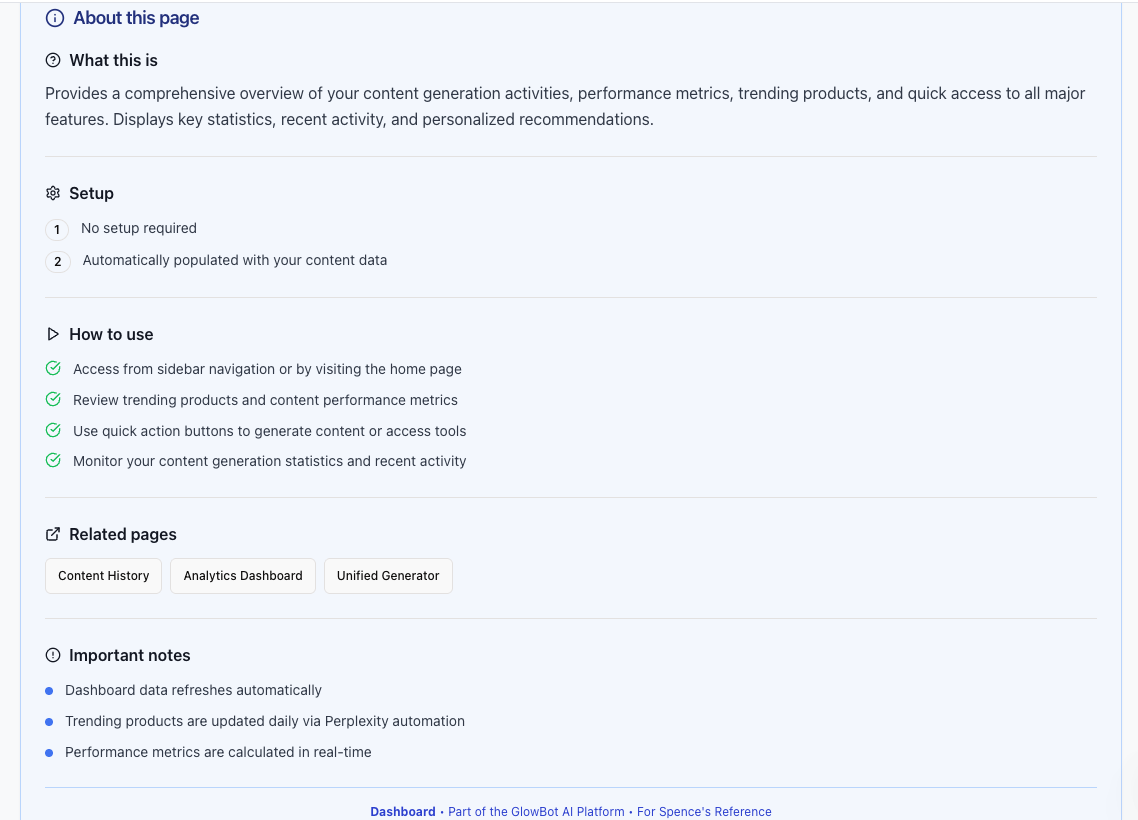 About this page
What this is
Provides a comprehensive overview of your content generation activities, performance metrics, trending products, and quick access to all major
features. Displays key statistics, recent activity, and personalized recommendations.
Setup
1 No setup required
2 Automatically populated with your content data
How to use
Access from sidebar navigation or by visiting the home page
Review trending products and content performance metrics
Use quick action buttons to generate content or access tools
Monitor your content generation statistics and recent activity
Related pages
Content History Analytics Dashboard Unified Generator
Important notes
Dashboard data refreshes automatically
Trending products are updated daily via Perplexity automation
Performance metrics are calculated in real-time
Dashboard • Part of the GlowBot AI Platform • For Spence's Reference